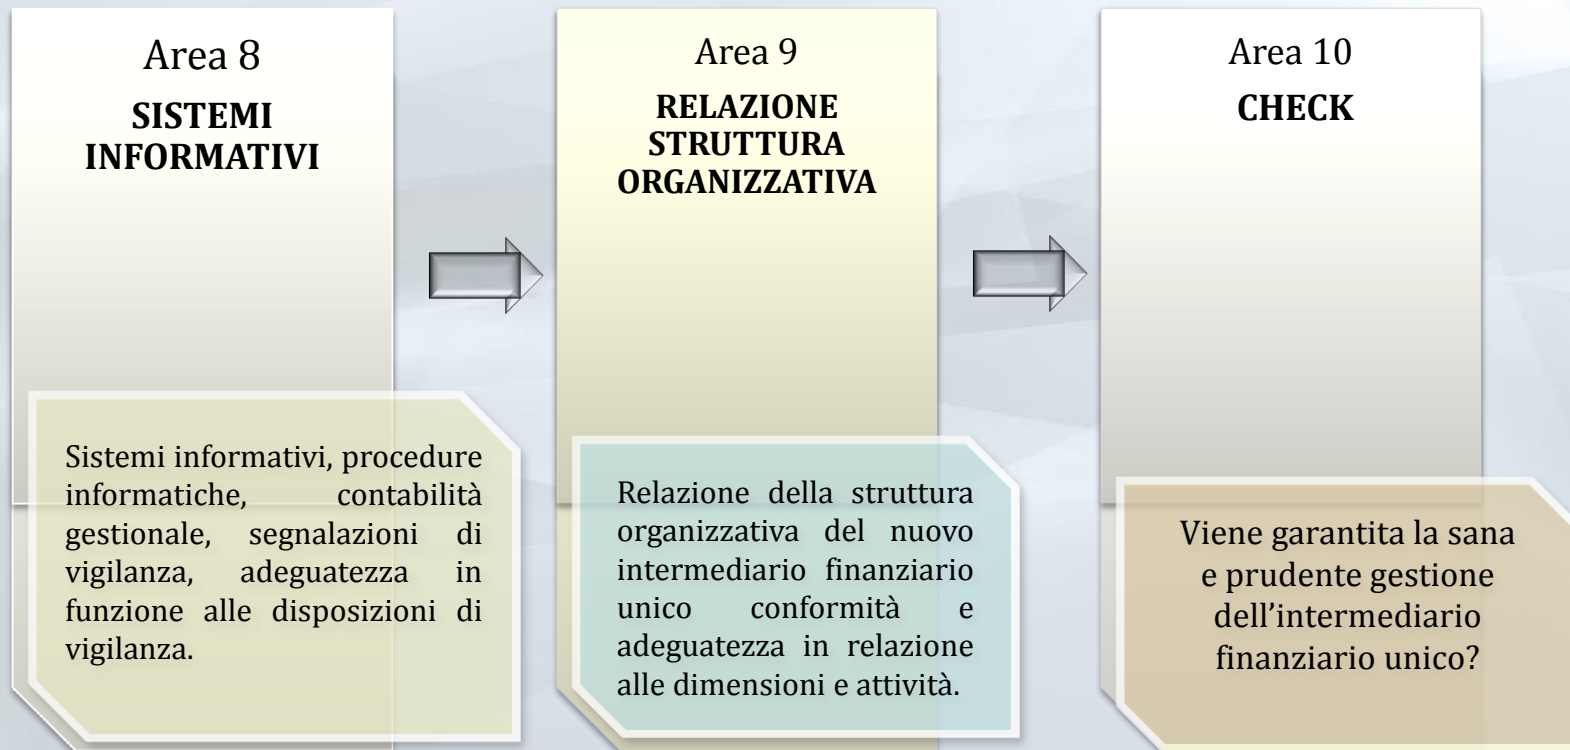 Area 8
SISTEMI
INFORMATIVI
Sistemi informativi, procedure
informatiche, contabilità
gestionale, segnalazioni di
vigilanza, adeguatezza in
funzione alle disposizioni di
vigilanza.
Area 9
RELAZIONE
STRUTTURA
ORGANIZZATIVA
Relazione della struttura
organizzativa del nuovo
intermediario finanziario
unico conformità e
adeguatezza in relazione
alle dimensioni e attività.
Area 10
CHECK
Viene garantita la sana
e prudente gestione
dell’intermediario
finanziario unico?